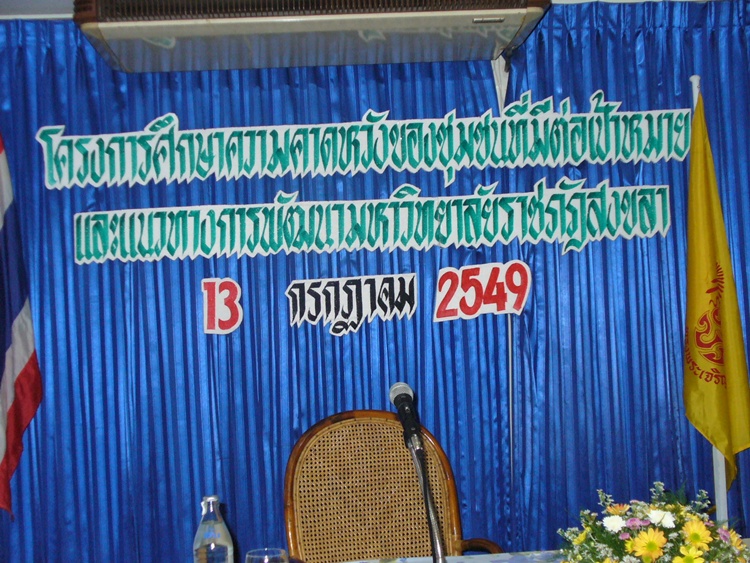 โครงการศึกษาความคาดหวังของชุมชนที่มีต่อเป้าหมาย
และแนวทางการพัฒนามหาวิทยาลัยราชภัฏสงขลา
13 กรกฎาคม 2549